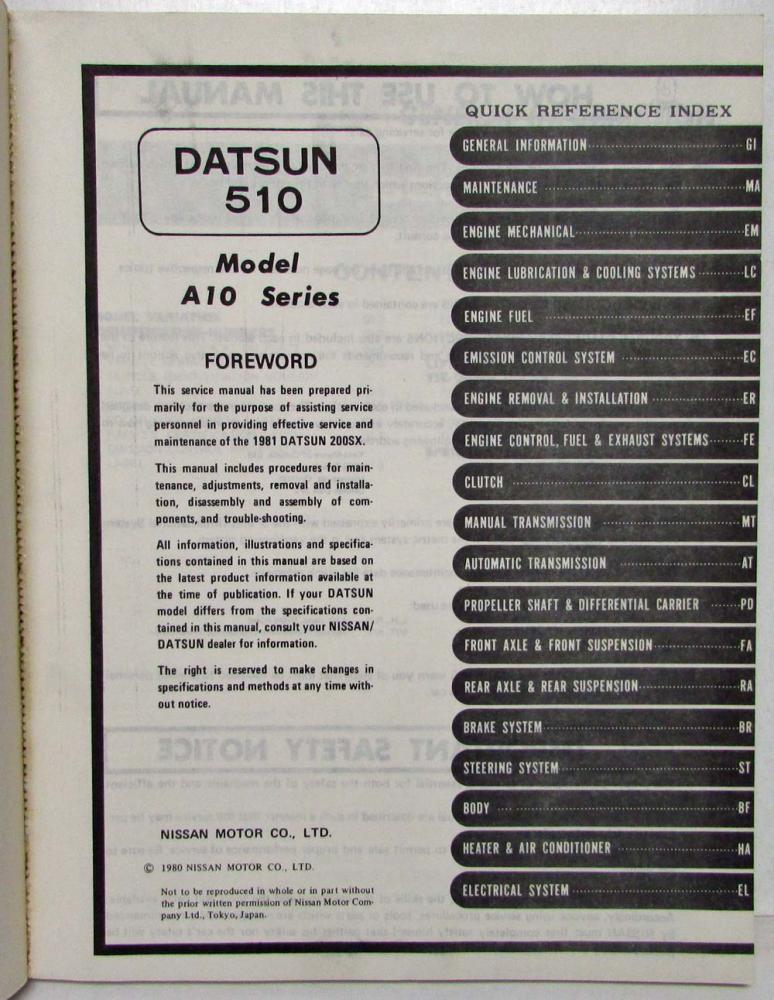 DATSUN
510
Model
A10 Series
FOREWORD
This service manual has been prepared pri-
marily for the purpose of assisting service
personnel in providing effective service and
maintenance of the 1981 DATSUN 200SX.
This manual includes procedures for main-
tenance, adjustments, removal and installa-
tion, disassembly and assembly of com-
ponents, and trouble-shooting.
All information, illustrations and specifica-
tions contained in this manual are based on
the latest product information available at
the time of publication. If your DATSUN
model differs from the specifications con-
tained in this manual, consult your NISSAN/
DATSUN dealer for information.
The right is reserved to make changes in
specifications and methods at any time with-
out notice.
NISSAN MOTOR CO., LTD.
© 1980 NISSAN MOTOR CO., LTD.
Not to be reproduced in whole or in part without
the prior written permission of Nissan Motor Com-
pany Ltd., Tokyo, Japan.
QUICK REFERENCE INDEX
GENERAL INFORMATION GI
MAINTENANCE MA
ENGINE MECHANICAL EM
ENGINE LUBRICATION & COOLING SYSTEMS LC
ENGINE FUEL EF
EMISSION CONTROL SYSTEM EC
ENGINE REMOVAL & INSTALLATION ER
ENGINE CONTROL, FUEL & EXHAUST SYSTEMS FE
CLUTCH CL
MANUAL TRANSMISSION MT
AUTOMATIC TRANSMISSION AT
PROPELLER SHAFT & DIFFERENTIAL CARRIER PD
FRONT AXLE & FRONT SUSPENSION FA
REAR AXLE & REAR SUSPENSION RA
BRAKE SYSTEM BR
STEERING SYSTEM ST
BODY BF
HEATER & AIR CONDITIONER HA
ELECTRICAL SYSTEM EL